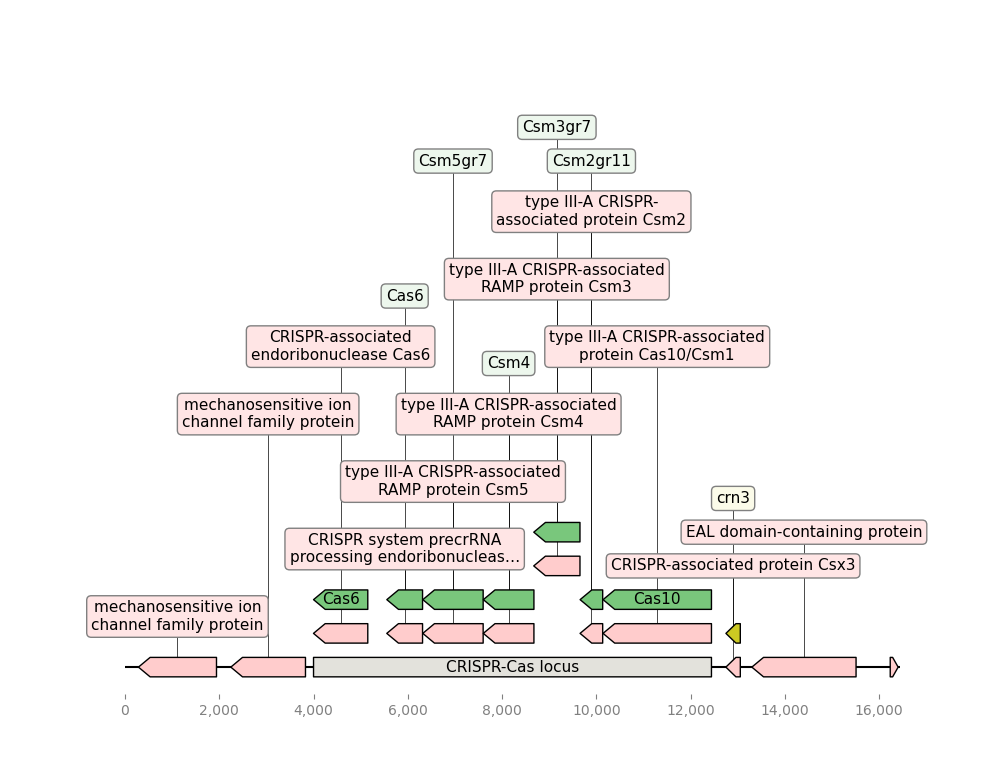 Csm3gr7
Csm5gr7
Csm2gr11
type III-A CRISPR-
associated protein Csm2
type III-A CRISPR-associated
RAMP protein Csm3
Cas6
CRISPR-associated
endoribonuclease Cas6
type III-A CRISPR-associated
protein Cas10/Csm1
Csm4
mechanosensitive ion
channel family protein
type III-A CRISPR-associated
RAMP protein Csm4
type III-A CRISPR-associated
RAMP protein Csm5
crn3
EAL domain-containing protein
CRISPR system precrRNA
processing endoribonucleas...
CRISPR-associated protein Csx3
Cas6
Cas10
mechanosensitive ion
channel family protein
CRISPR-Cas locus
0 2,000 4,000 6,000 8,000 10,000 12,000 14,000 16,000